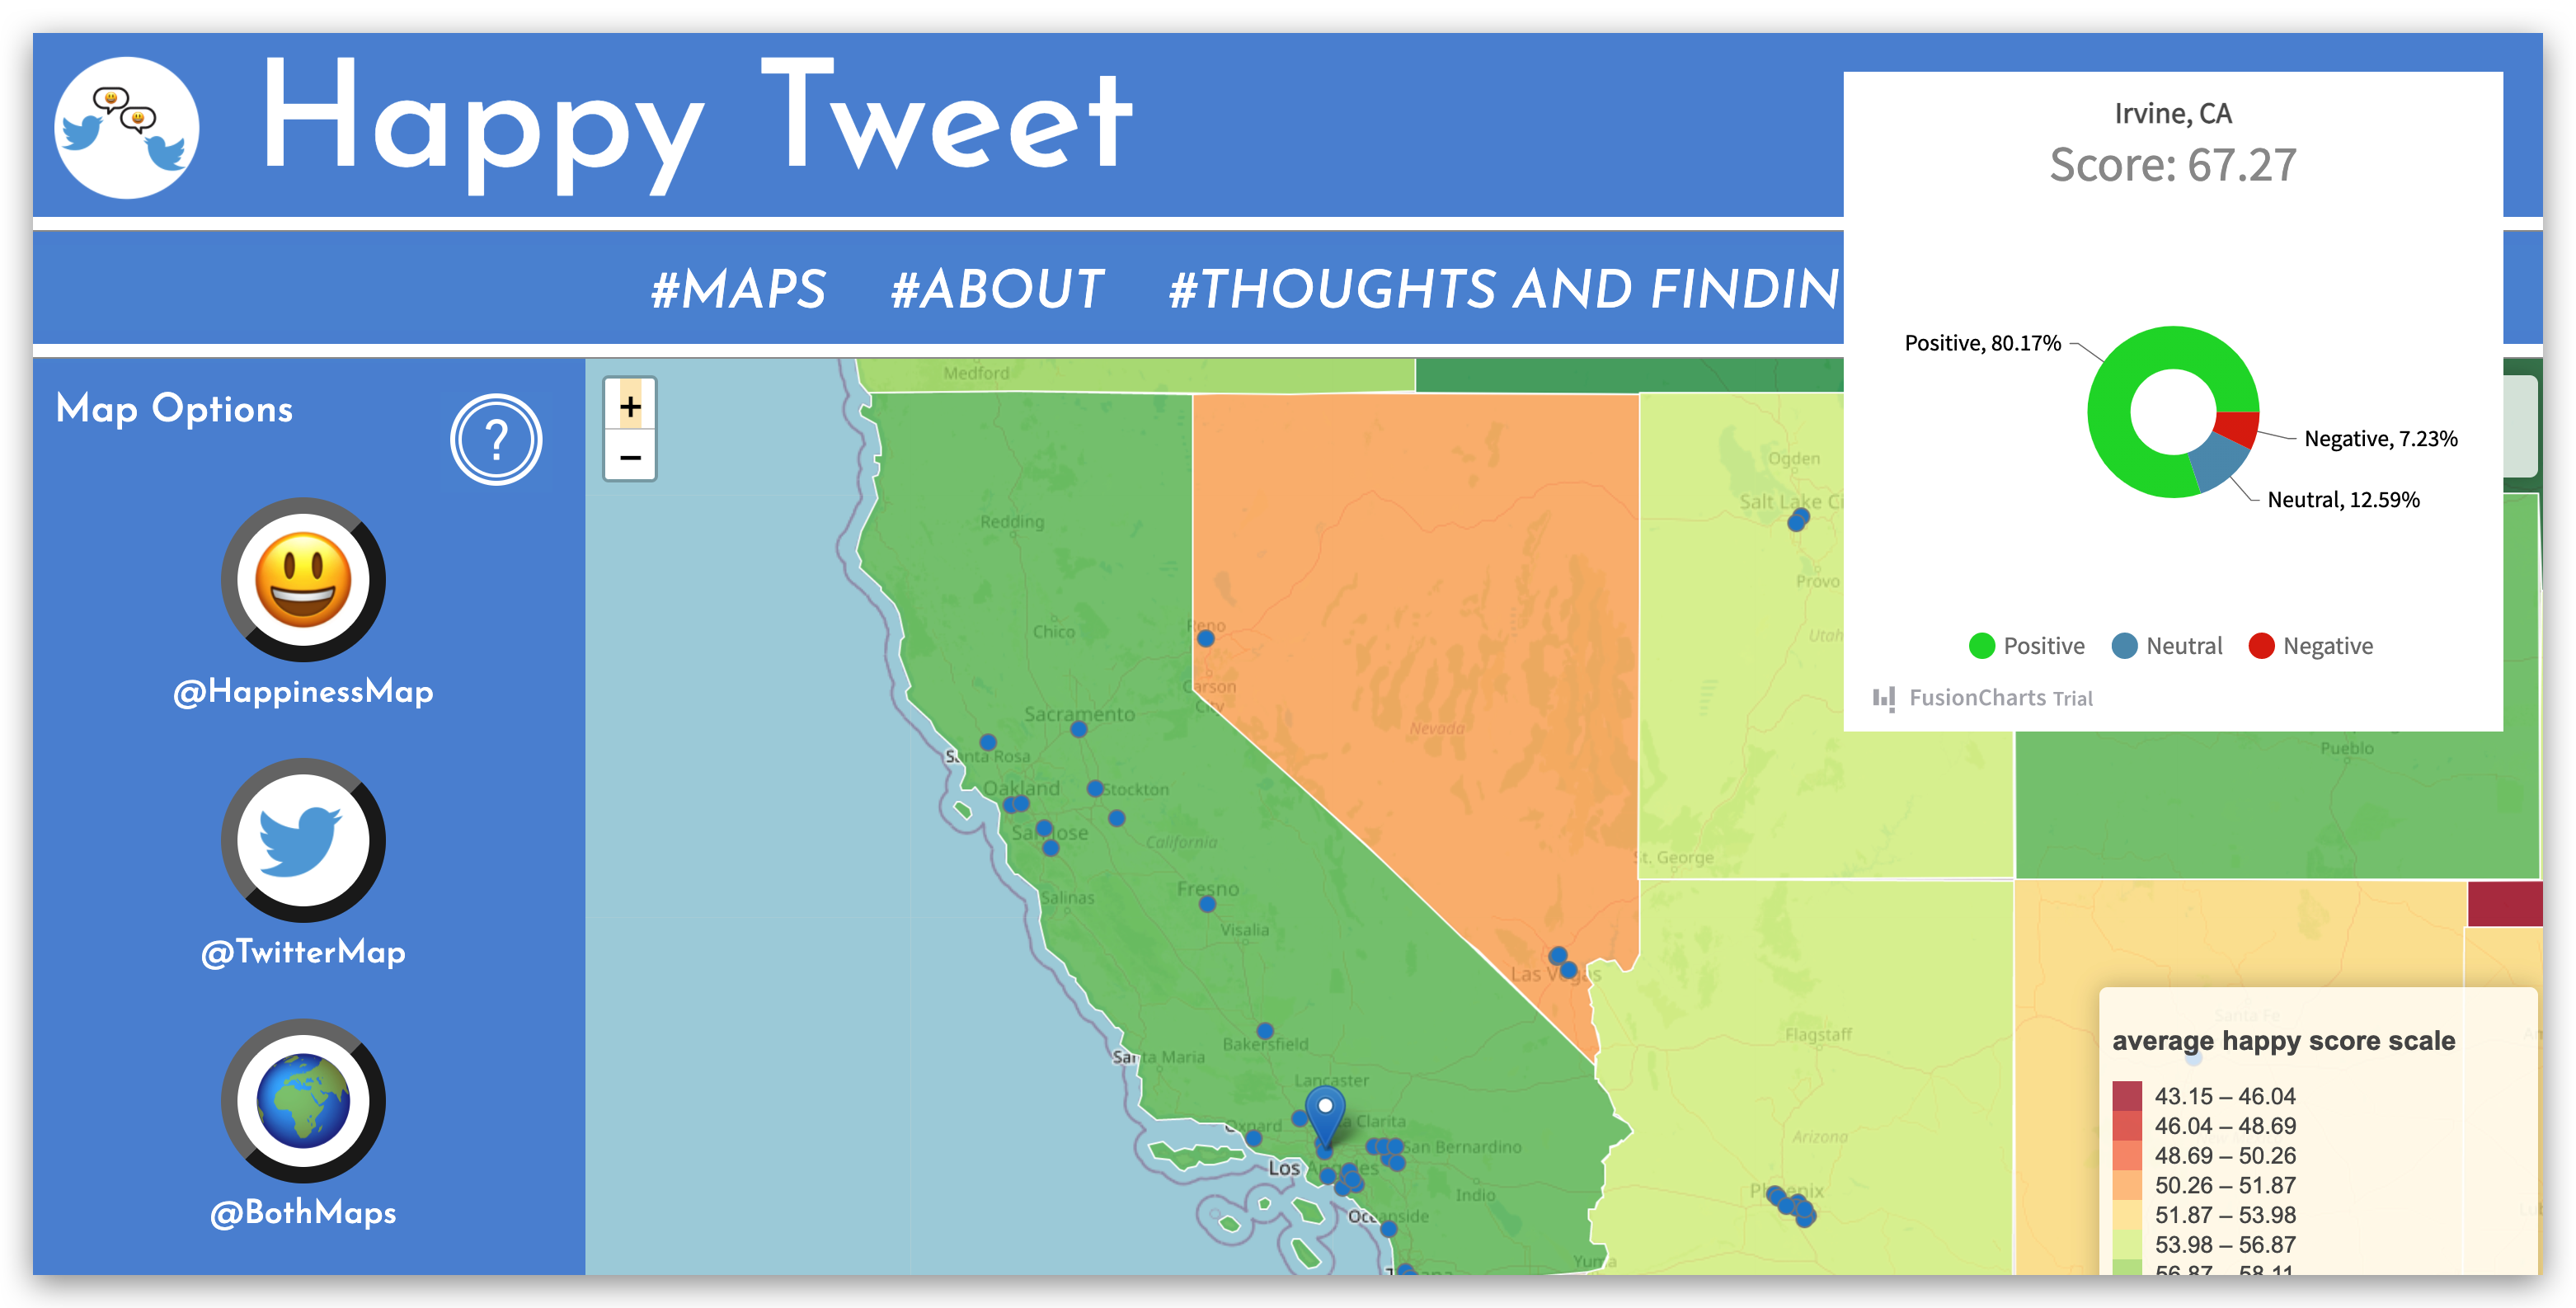 Happy Tweet
#MAPS #ABOUT #THOUGHTS AND FINDIN
Irvine, CA
Score: 67.27
Positive, 80.17%
Negative, 7.23%
Neutral, 12.59%
Positive Neutral Negative
FusionCharts Trial
Map Options
?
@HappinessMap
@TwitterMap
@BothMaps
+
−
Medford
Redding
Chico
Reno
Carson
City
Sacramento
Santa Rosa
Oakland
Stockton
San Jose
California
Salinas
Fresno
Visalia
Nevada
Las Vegas
Bakersfield
Santa Maria
Lancaster
Oxnard
ta Clarita
San Bernardino
Los Angeles
Indio
Oceanside
Yuma
Ogden
Salt Lake Ci
Provo
Utah
St. George
Flagstaff
Arizona
Phoenix
Pueblo
Santa Fe
average happy score scale
43.15 – 46.04
46.04 – 48.69
48.69 – 50.26
50.26 – 51.87
51.87 – 53.98
53.98 – 56.87
56.87 – 58.11